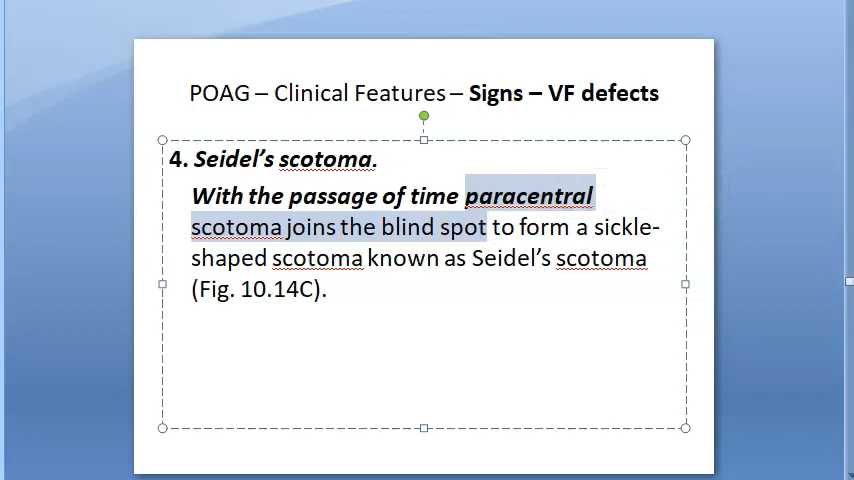 POAG – Clinical Features – Signs – VF defects
4. Seidel’s scotoma.
With the passage of time paracentral
scotoma joins the blind spot to form a sickle-
shaped scotoma known as Seidel’s scotoma
(Fig. 10.14C).